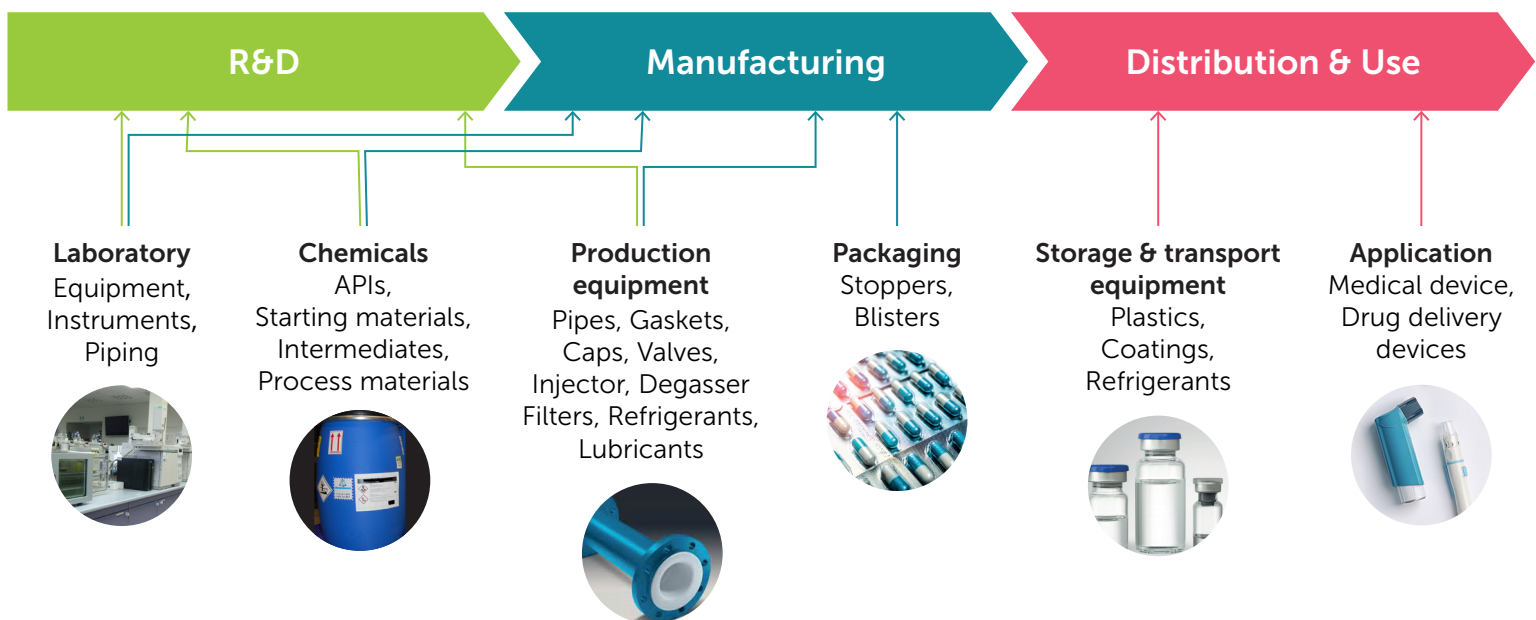 R&D
Manufacturing
Distribution & Use
Laboratory
Equipment,
Instruments,
Piping
Chemicals
APIs,
Starting materials,
Intermediates,
Process materials
Production
equipment
Pipes, Gaskets,
Caps, Valves,
Injector, Degasser
Filters, Refrigerants,
Lubricants
Packaging
Stoppers,
Blisters
Storage & transport
equipment
Plastics,
Coatings,
Refrigerants
Application
Medical device,
Drug delivery
devices